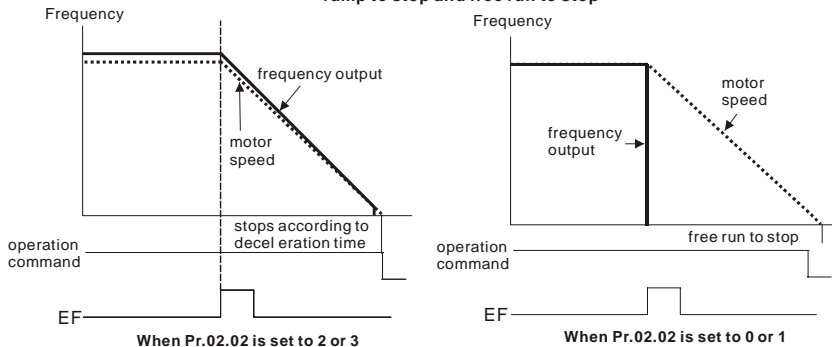 ramp to stop and free run to stop
Frequency
frequency output
motor
speed
stops according to
decel eration time
operation
command
EF
When Pr.02.02 is set to 2 or 3
Frequency
motor
speed
frequency
output
free run to stop
operation
command
EF
When Pr.02.02 is set to 0 or 1